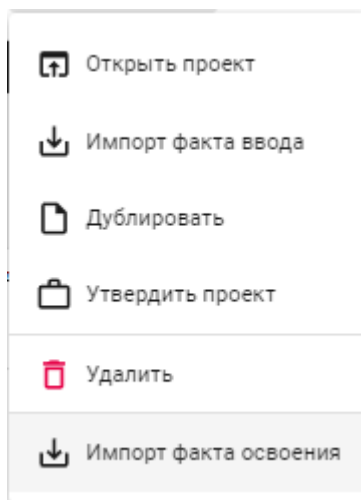 Открыть проект
Импорт факта ввода
Дублировать
Утвердить проект
Удалить
Импорт факта освоения